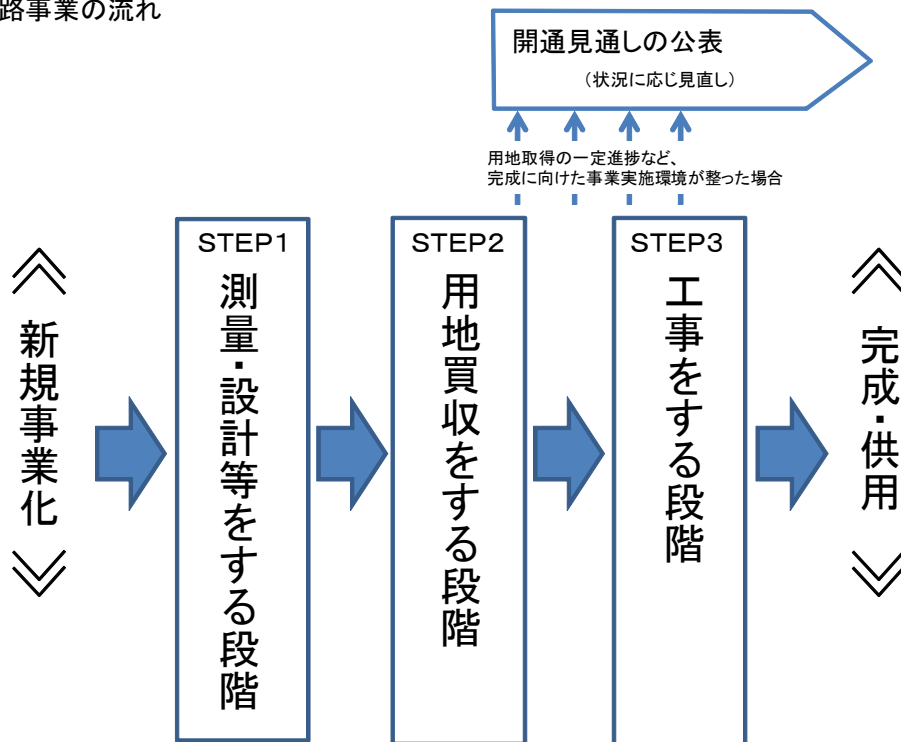 路事業の流れ
開通見通しの公表
（状況に応じ見直し）
用地取得の一定進捗など、
完成に向けた事業実施環境が整った場合
新規事業化
STEP1
測量・設計等をする段階
STEP2
用地買収をする段階
STEP3
工事をする段階
完成・供用